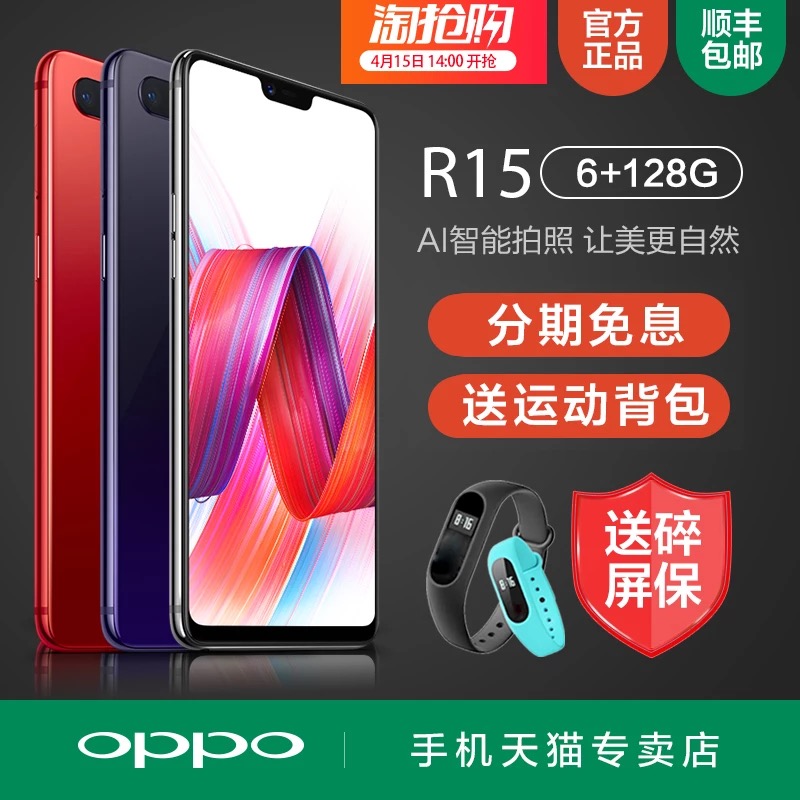 淘抢购
4月15日 14:00 开抢
官方
正品
顺丰
包邮
R15 6+128G
AI智能拍照 让美更自然
分期免息
送运动背包
8:16
送碎
屏保
oppo 手机天猫专卖店